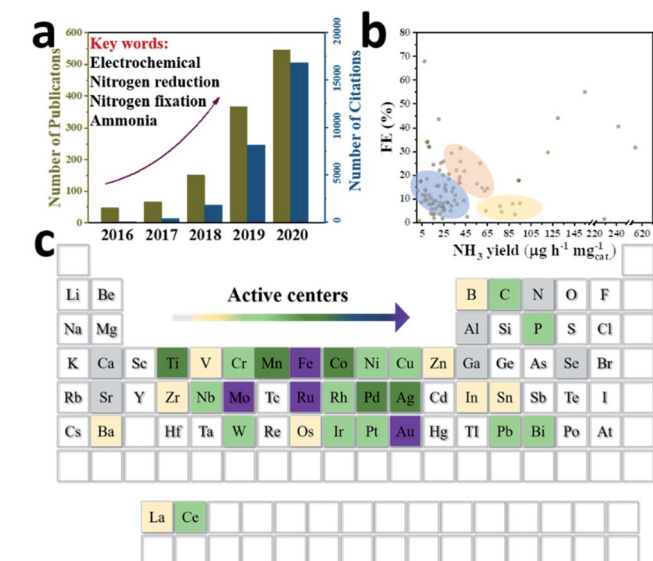 a
Key words:
Electrochemical
Nitrogen reduction
Nitrogen fixation
Ammonia
Number of Publicatons
0
100
200
300
400
500
600
Number of Citations
0
5000
10000
15000
20000
2016 2017 2018 2019 2020
b
FE (%)
80
70
60
50
40
30
20
10
0
5 25 45 65 85 105 125 145 220 240 620
NH3 yield (μg h-1 mg-1cat.)
c
Active centers
Li Be B C N O F
Na Mg Al Si P S Cl
K Ca Sc Ti V Cr Mn Fe Co Ni Cu Zn Ga Ge As Se Br
Rb Sr Y Zr Nb Mo Tc Ru Rh Pd Ag Cd In Sn Sb Te I
Cs Ba Hf Ta W Re Os Ir Pt Au Hg TI Pb Bi Po At
La Ce